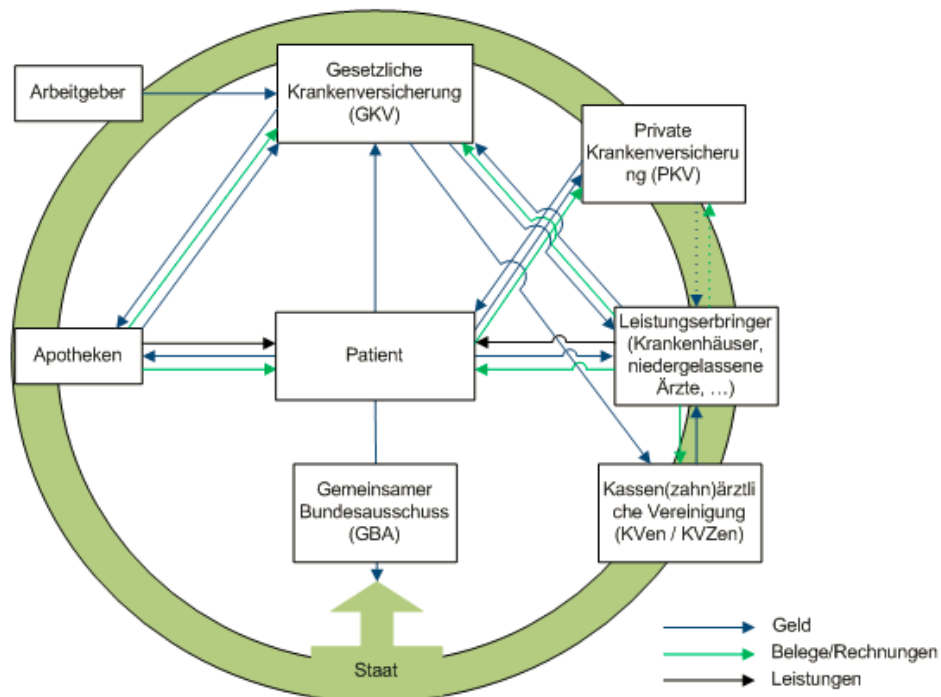 Gesetzliche
Krankenversicherung
(GKV)
Arbeitgeber
Private
Krankenversicheru
ng (PKV)
Apotheken
Patient
Leistungserbringer
(Krankenhäuser,
niedergelassene
Ärzte, …)
Gemeinsamer
Bundesausschuss
(GBA)
Kassen(zahn)ärztli
che Vereinigung
(KVen / KVZen)
Staat
Geld
Belege/Rechnungen
Leistungen